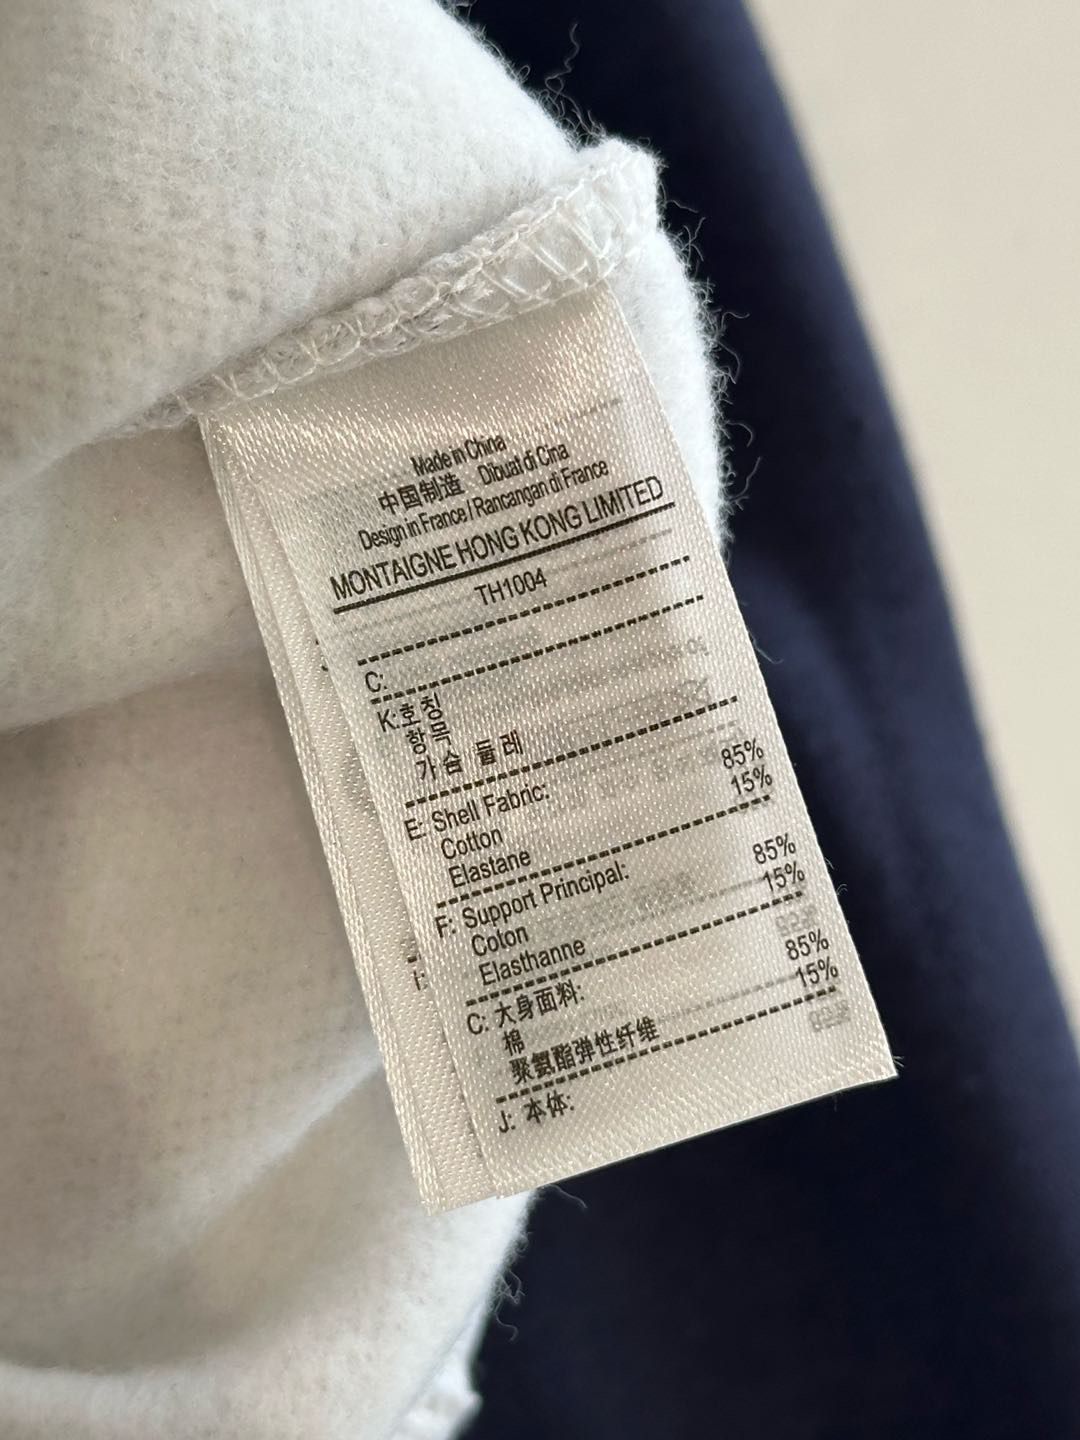 Made in China
中国制造 Dibuat di Cina
Design in France / Rancangan di France
MONTAIGNE HONG KONG LIMITED
TH1004
C:
K:호칭
항목
가슴 둘레
E: Shell Fabric:
Cotton 85%
Elastane 15%
F: Support Principal:
Coton 85%
Elasthanne 15%
C: 大身面料:
棉 85%
聚氨酯弹性纤维 15%
J: 本体: